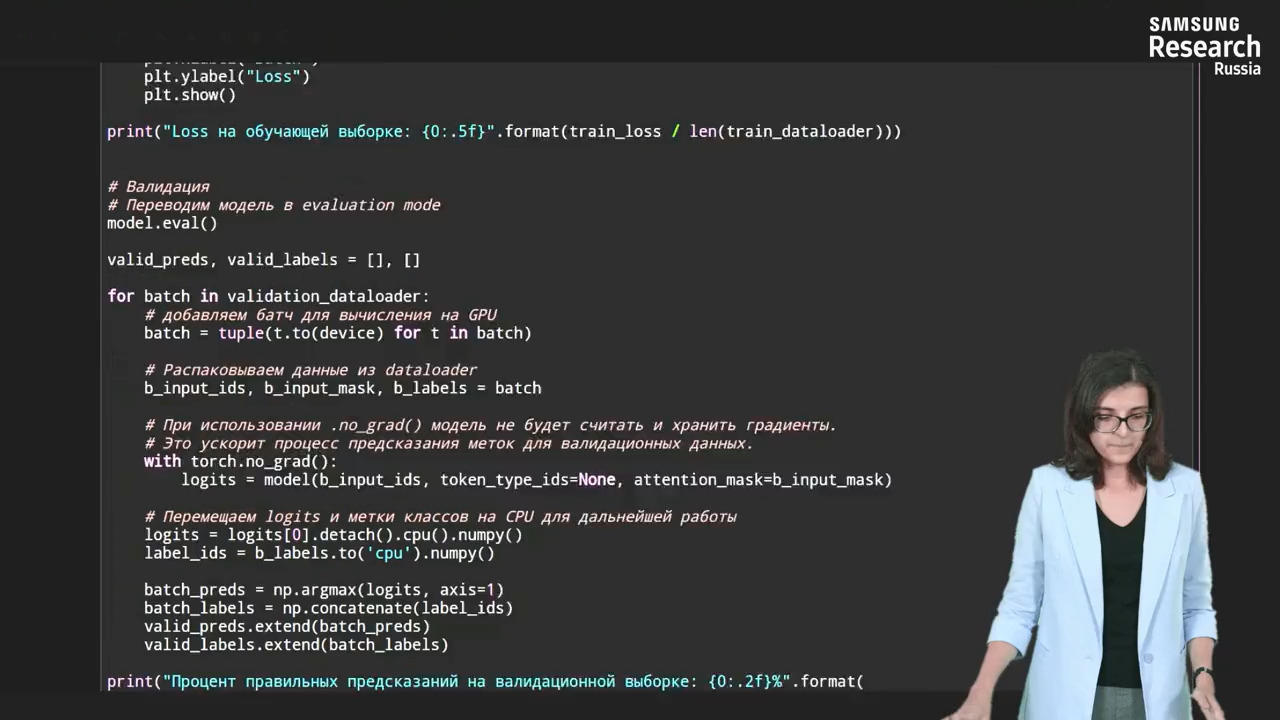 SAMSUNG
Research
Russia
plt.ylabel("Loss")
plt.show()
print("Loss на обучающей выборке: {0:.5f}".format(train_loss / len(train_dataloader)))
# Валидация
# Переводим модель в evaluation mode
model.eval()
valid_preds, valid_labels = [], []
for batch in validation_dataloader:
# добавляем батч для вычисления на GPU
batch = tuple(t.to(device) for t in batch)
# Распаковываем данные из dataloader
b_input_ids, b_input_mask, b_labels = batch
# При использовании .no_grad() модель не будет считать и хранить градиенты.
# Это ускорит процесс предсказания меток для валидационных данных.
with torch.no_grad():
logits = model(b_input_ids, token_type_ids=None, attention_mask=b_input_mask)
# Перемещаем logits и метки классов на CPU для дальнейшей работы
logits = logits[0].detach().cpu().numpy()
label_ids = b_labels.to('cpu').numpy()
batch_preds = np.argmax(logits, axis=1)
batch_labels = np.concatenate(label_ids)
valid_preds.extend(batch_preds)
valid_labels.extend(batch_labels)
print("Процент правильных предсказаний на валидационной выборке: {0:.2f}%".format(